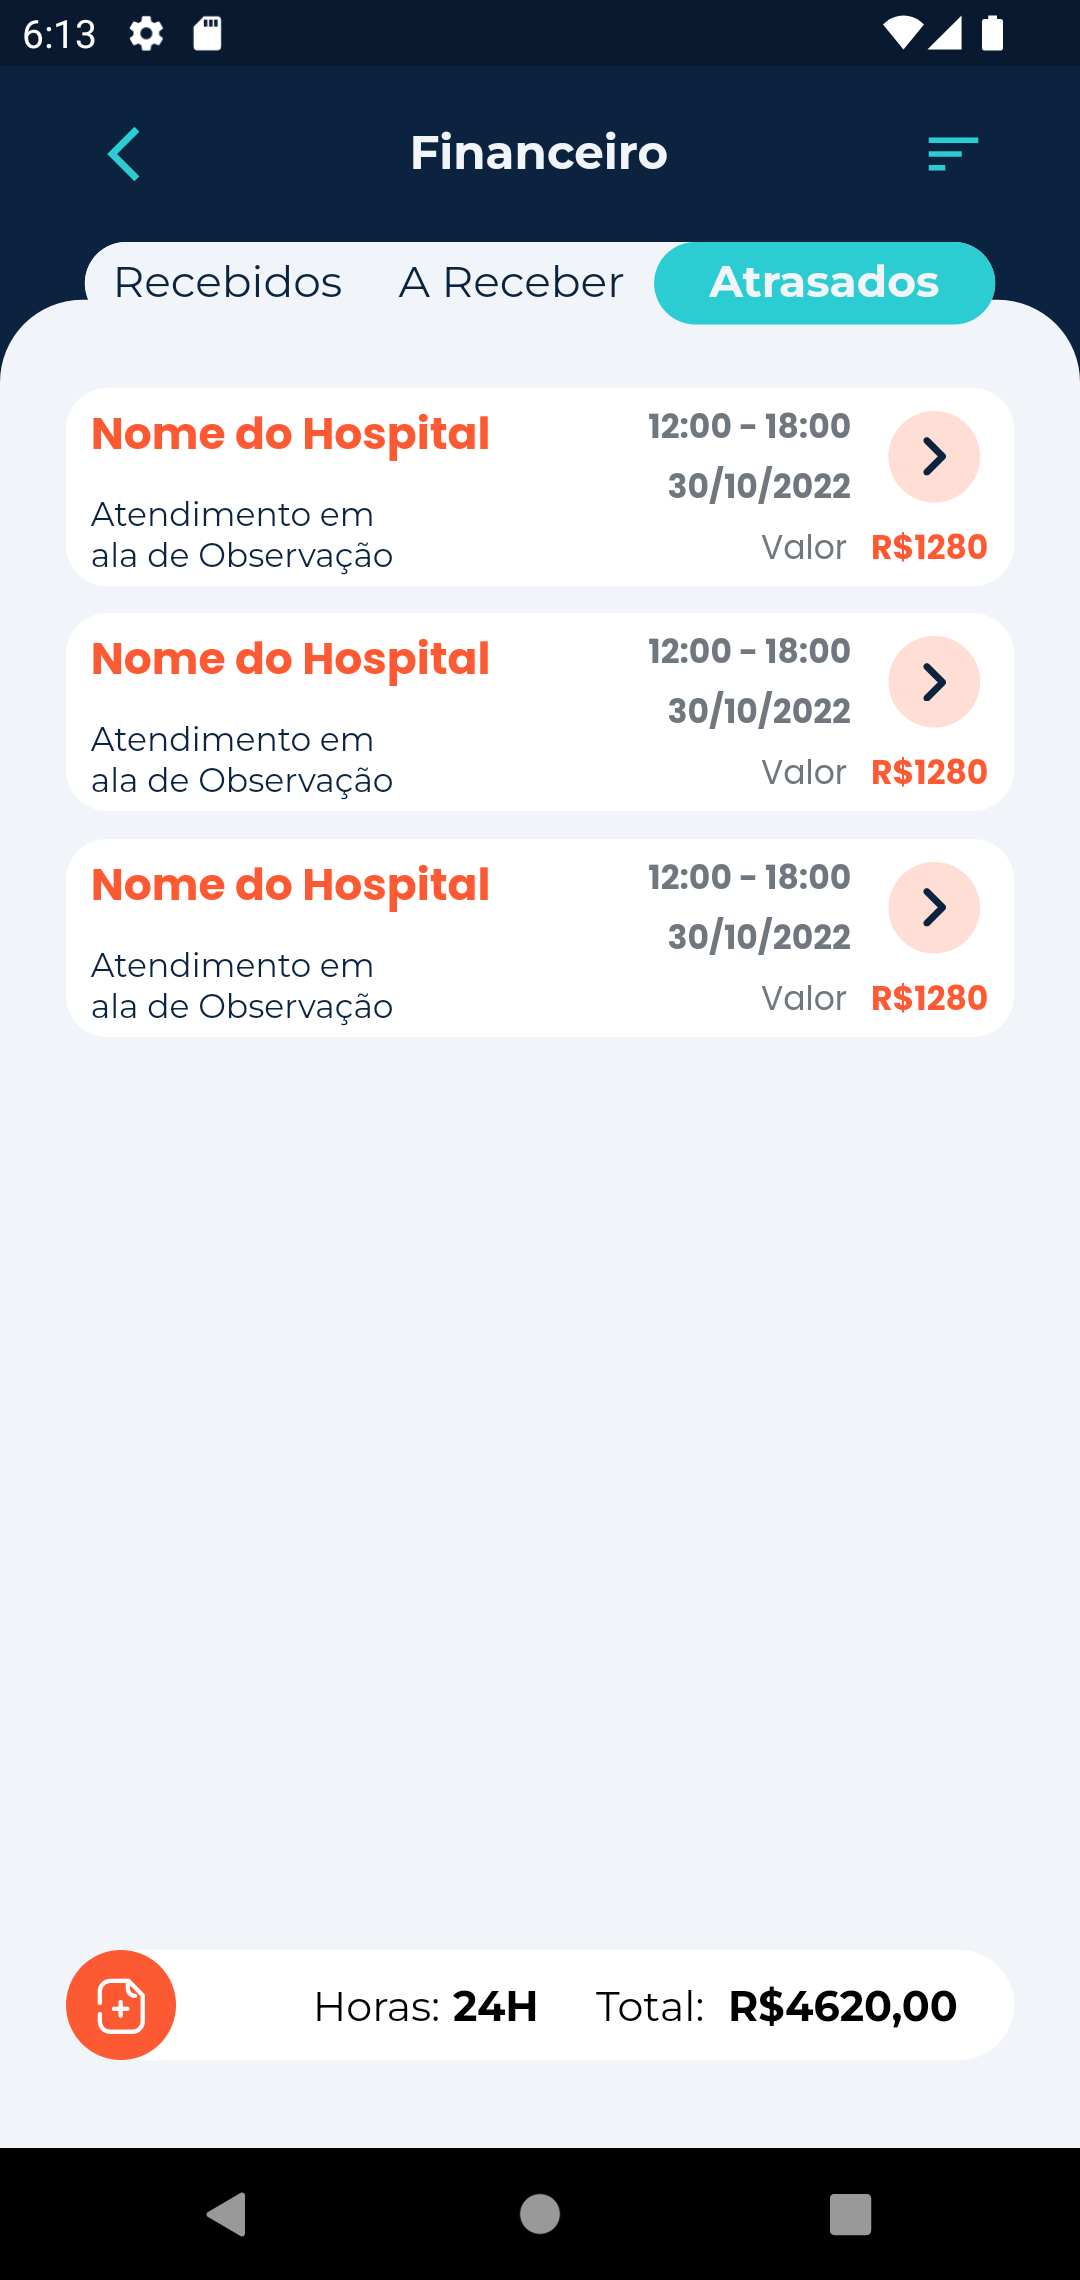 6:13
Financeiro
Recebidos A Receber Atrasados
Nome do Hospital
12:00 - 18:00
30/10/2022
Atendimento em
ala de Observação
Valor R$1280
Nome do Hospital
12:00 - 18:00
30/10/2022
Atendimento em
ala de Observação
Valor R$1280
Nome do Hospital
12:00 - 18:00
30/10/2022
Atendimento em
ala de Observação
Valor R$1280
Horas: 24H Total: R$4620,00